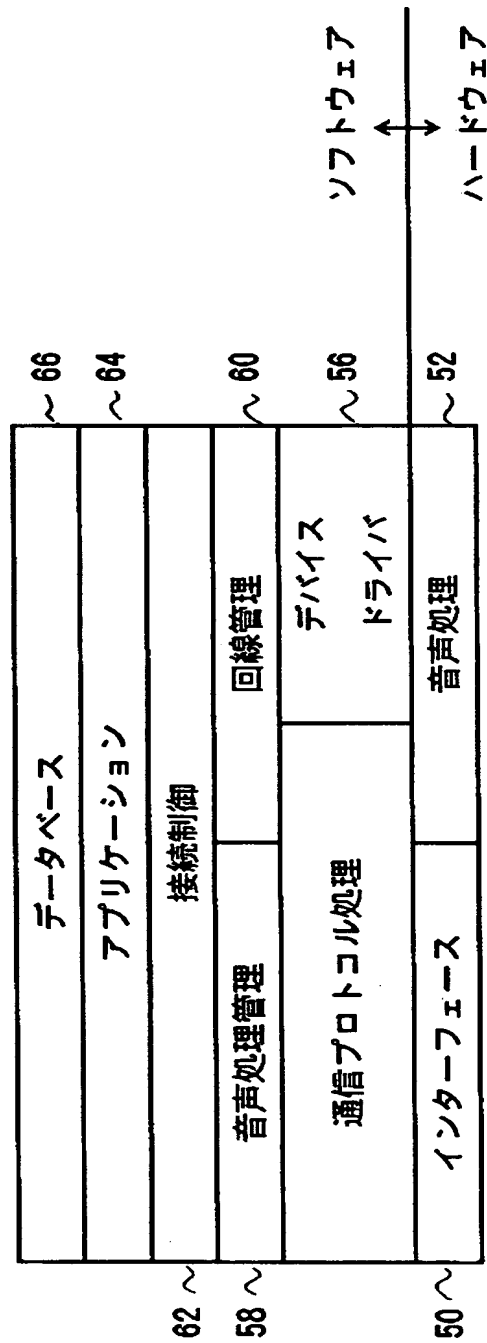 データベース
66
アプリケーション
64
62
接続制御
58
音声処理管理
回線管理
60
通信プロトコル処理
デバイス
ドライバ
56
ソフトウェア
50
インターフェース
音声処理
52
ハードウェア